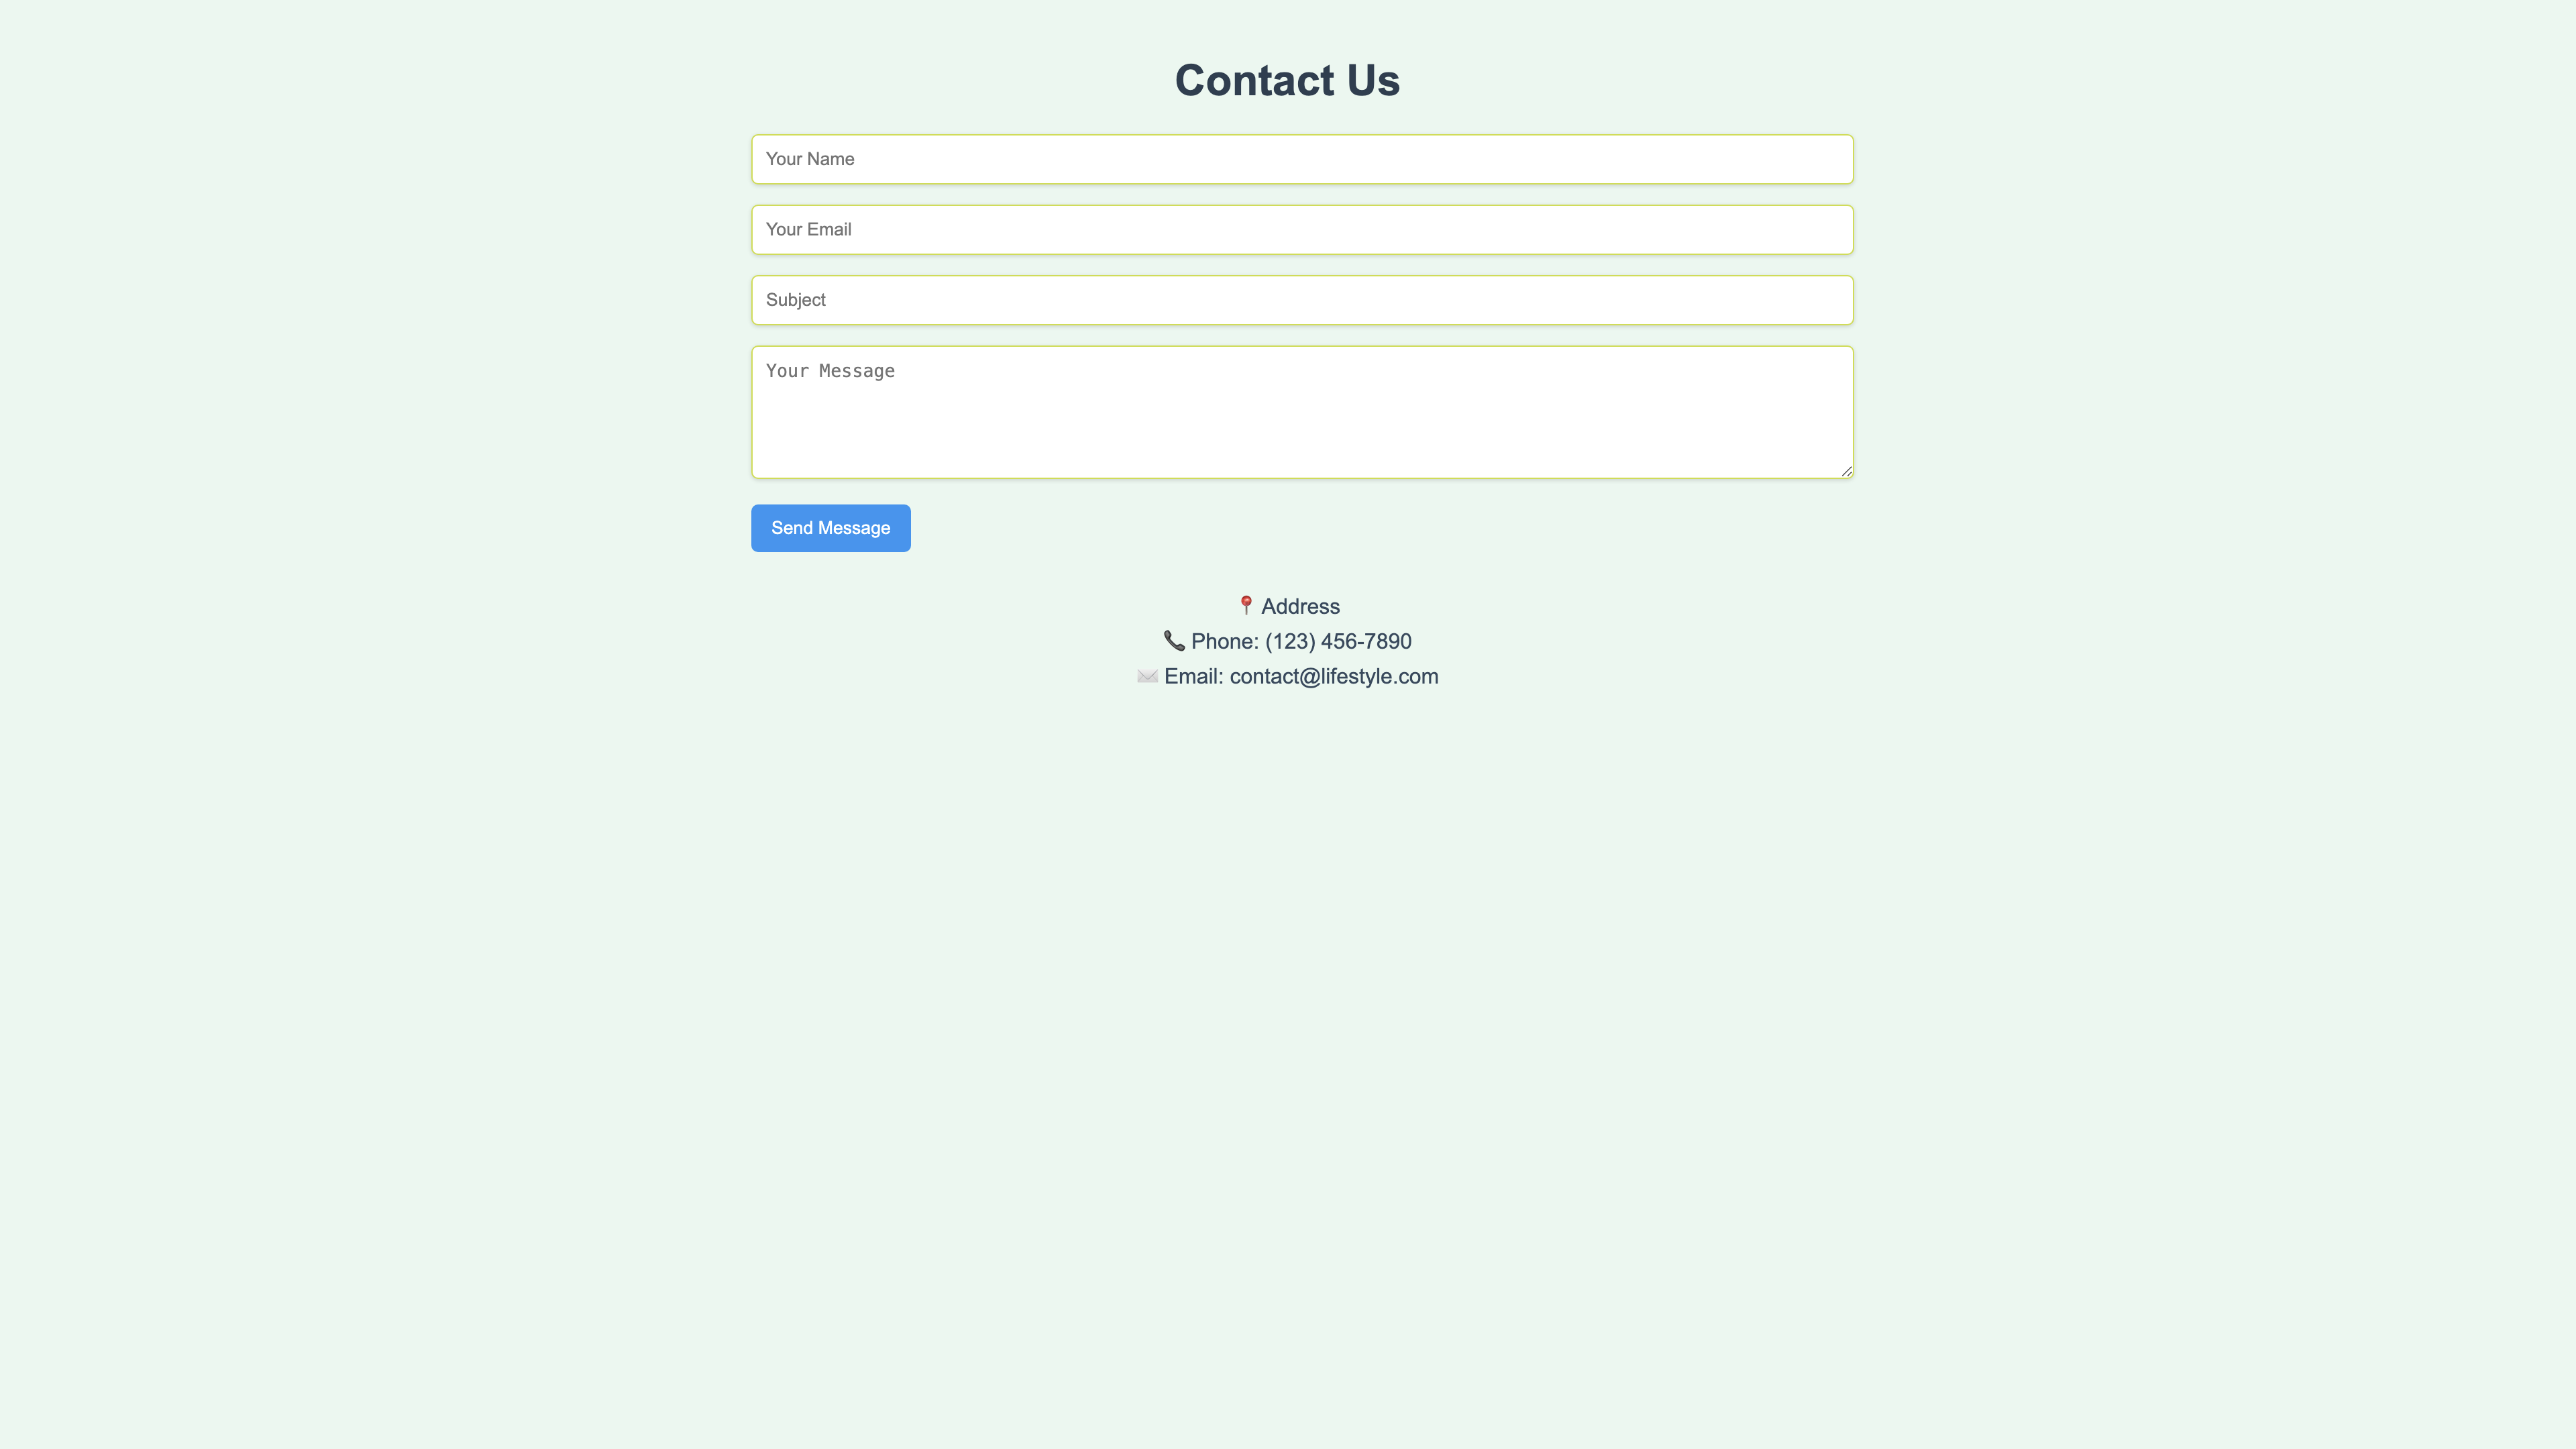 Contact Us
Your Name
Your Email
Subject
Your Message
Send Message
📍 Address
📞 Phone: (123) 456-7890
✉️ Email: contact@lifestyle.com